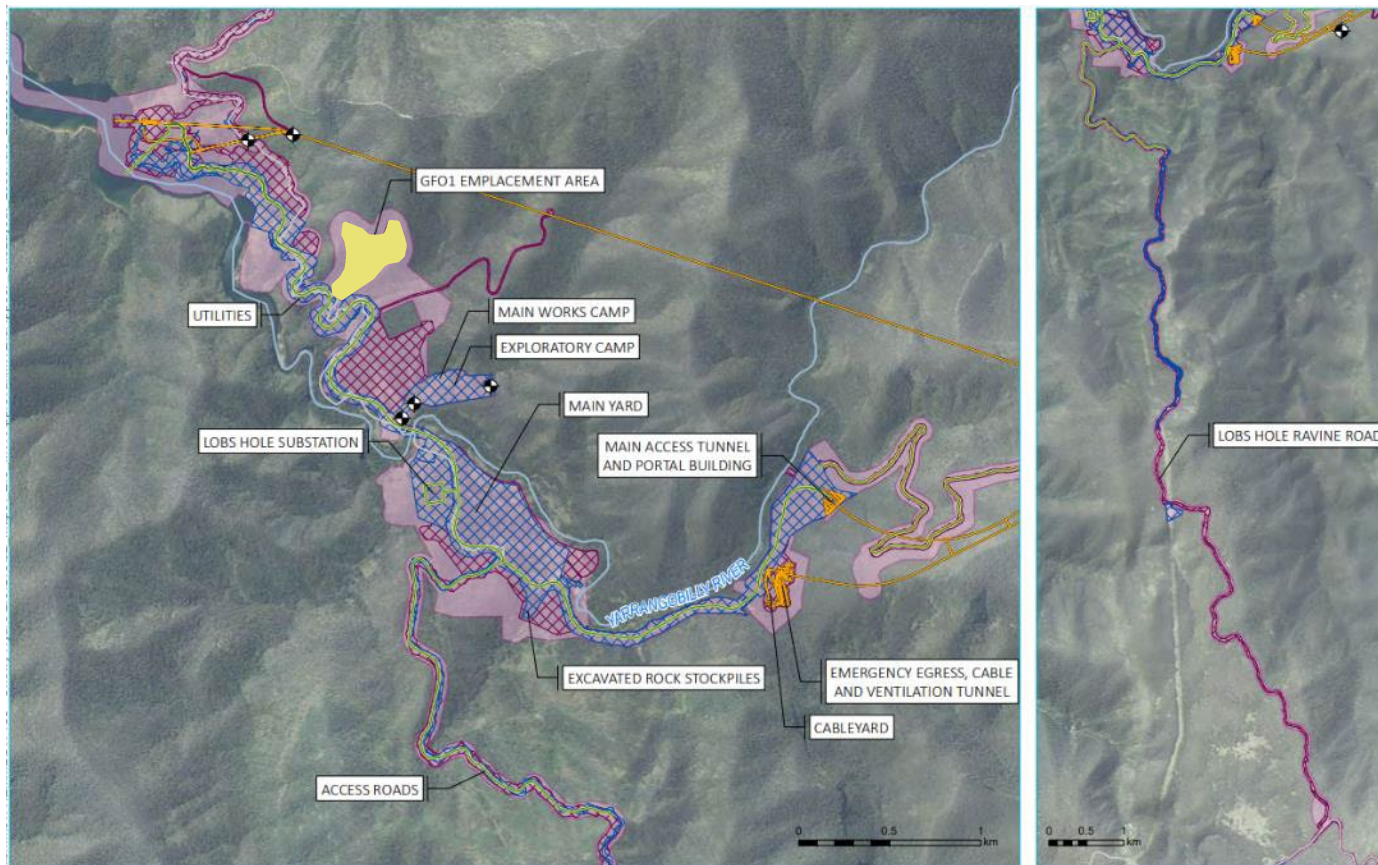 GFO1 EMPLACEMENT AREA
UTILITIES
MAIN WORKS CAMP
EXPLORATORY CAMP
MAIN YARD
LOBS HOLE SUBSTATION
MAIN ACCESS TUNNEL
AND PORTAL BUILDING
YARRANGOBILLY RIVER
EXCAVATED ROCK STOCKPILES
EMERGENCY EGRESS, CABLE
AND VENTILATION TUNNEL
CABLEYARD
ACCESS ROADS
0 0.5 1
km
LOBS HOLE RAVINE ROAD
0 0.5 1
km